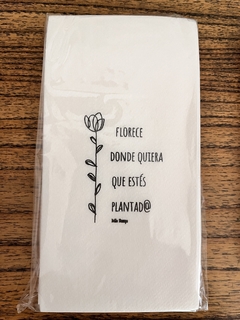 FLORECE
DONDE QUIERA
QUE ESTÉS
PLANTAD@